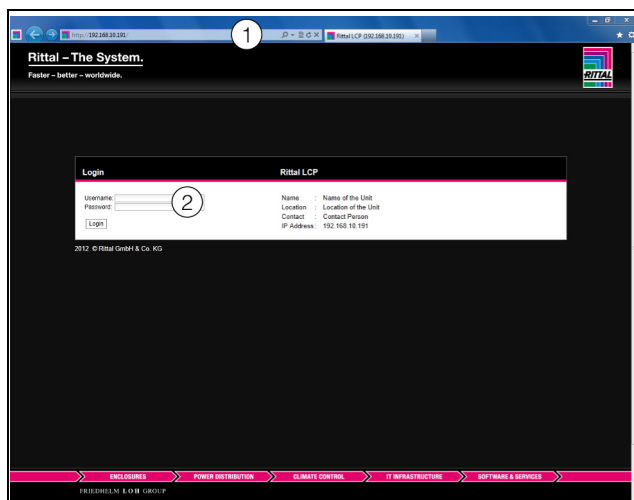 http://192.168.10.191/
1
Rittal LCP (192.168.10.191)
Rittal – The System.
Faster – better – worldwide.
RITTAL
Login
Rittal LCP
Username:
2
Password:
Login
Name : Name of the Unit
Location : Location of the Unit
Contact : Contact Person
IP Address : 192.168.10.191
2012 © Rittal GmbH & Co. KG
ENCLOSURES POWER DISTRIBUTION CLIMATE CONTROL IT INFRASTRUCTURE SOFTWARE & SERVICES
FRIEDHELM LOH GROUP